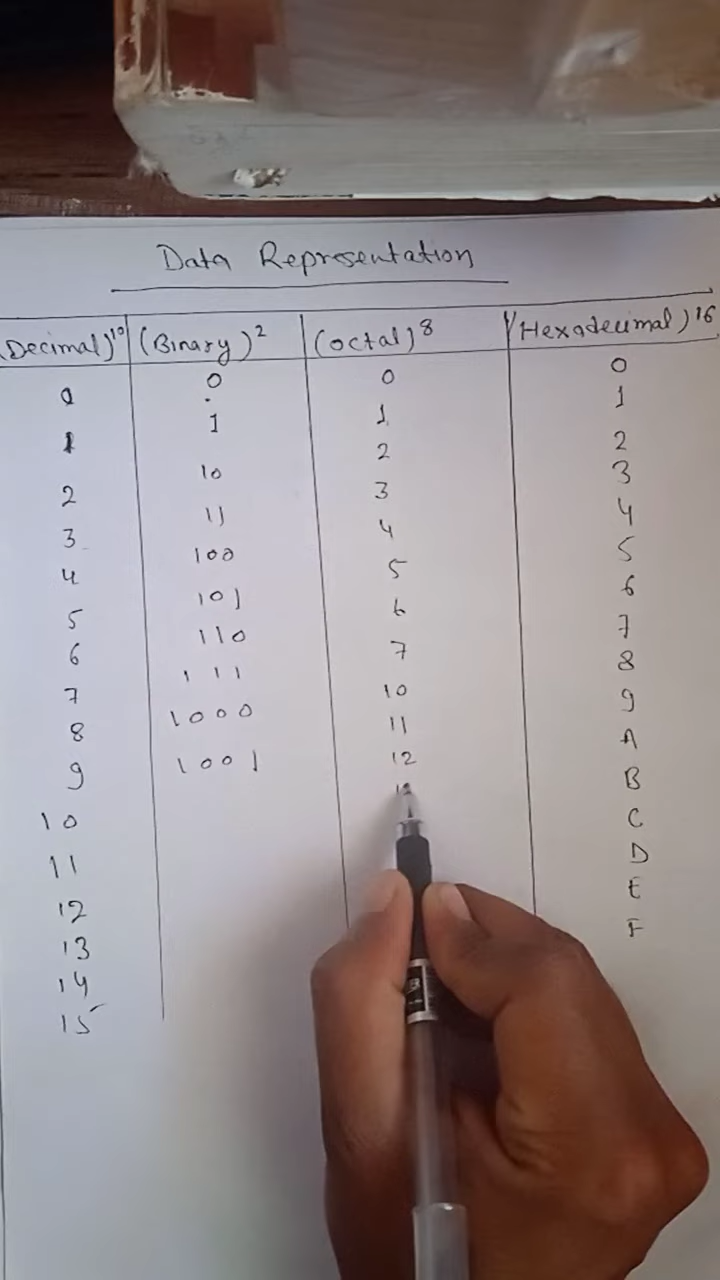 Data Representation
(Decimal)¹⁰ (Binary)² (Octal)⁸ (Hexadecimal)¹⁶
0 0 0 0
1 1 1 1
2 10 2 2
3 11 3 3
4 100 4 4
5 101 5 5
6 110 6 6
7 111 7 7
8 1000 10 8
9 1001 11 9
10 12 A
11 B
12 C
13 D
14 E
15 F